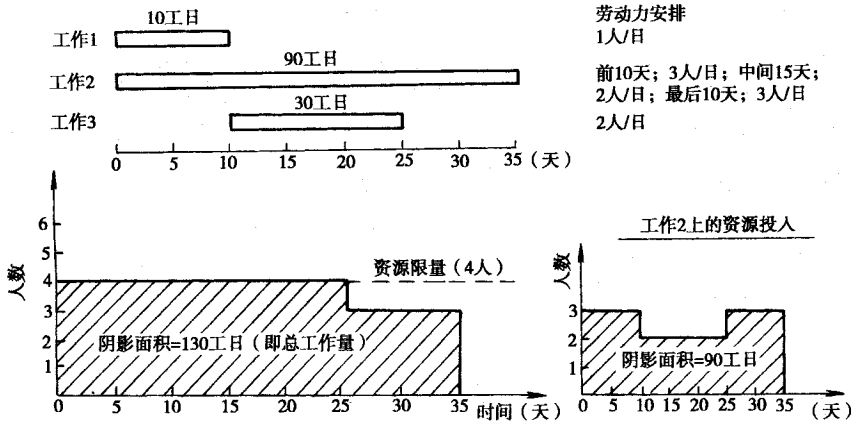 劳动力安排
10工日
工作1
1人/日
90工日
工作2
前10天；3人/日；中间15天；
2人/日；最后10天；3人/日
30工日
工作3
2人/日
0 5 10 15 20 25 30 35（天）
工作2上的资源投入
人数
6
5
4
3
2
1
资源限量（4人）
阴影面积=130工日（即总工作量）
0 5 10 15 20 25 30 35 时间（天）
人数
3
2
1
阴影面积=90工日
0 5 10 15 20 25 30 35（天）